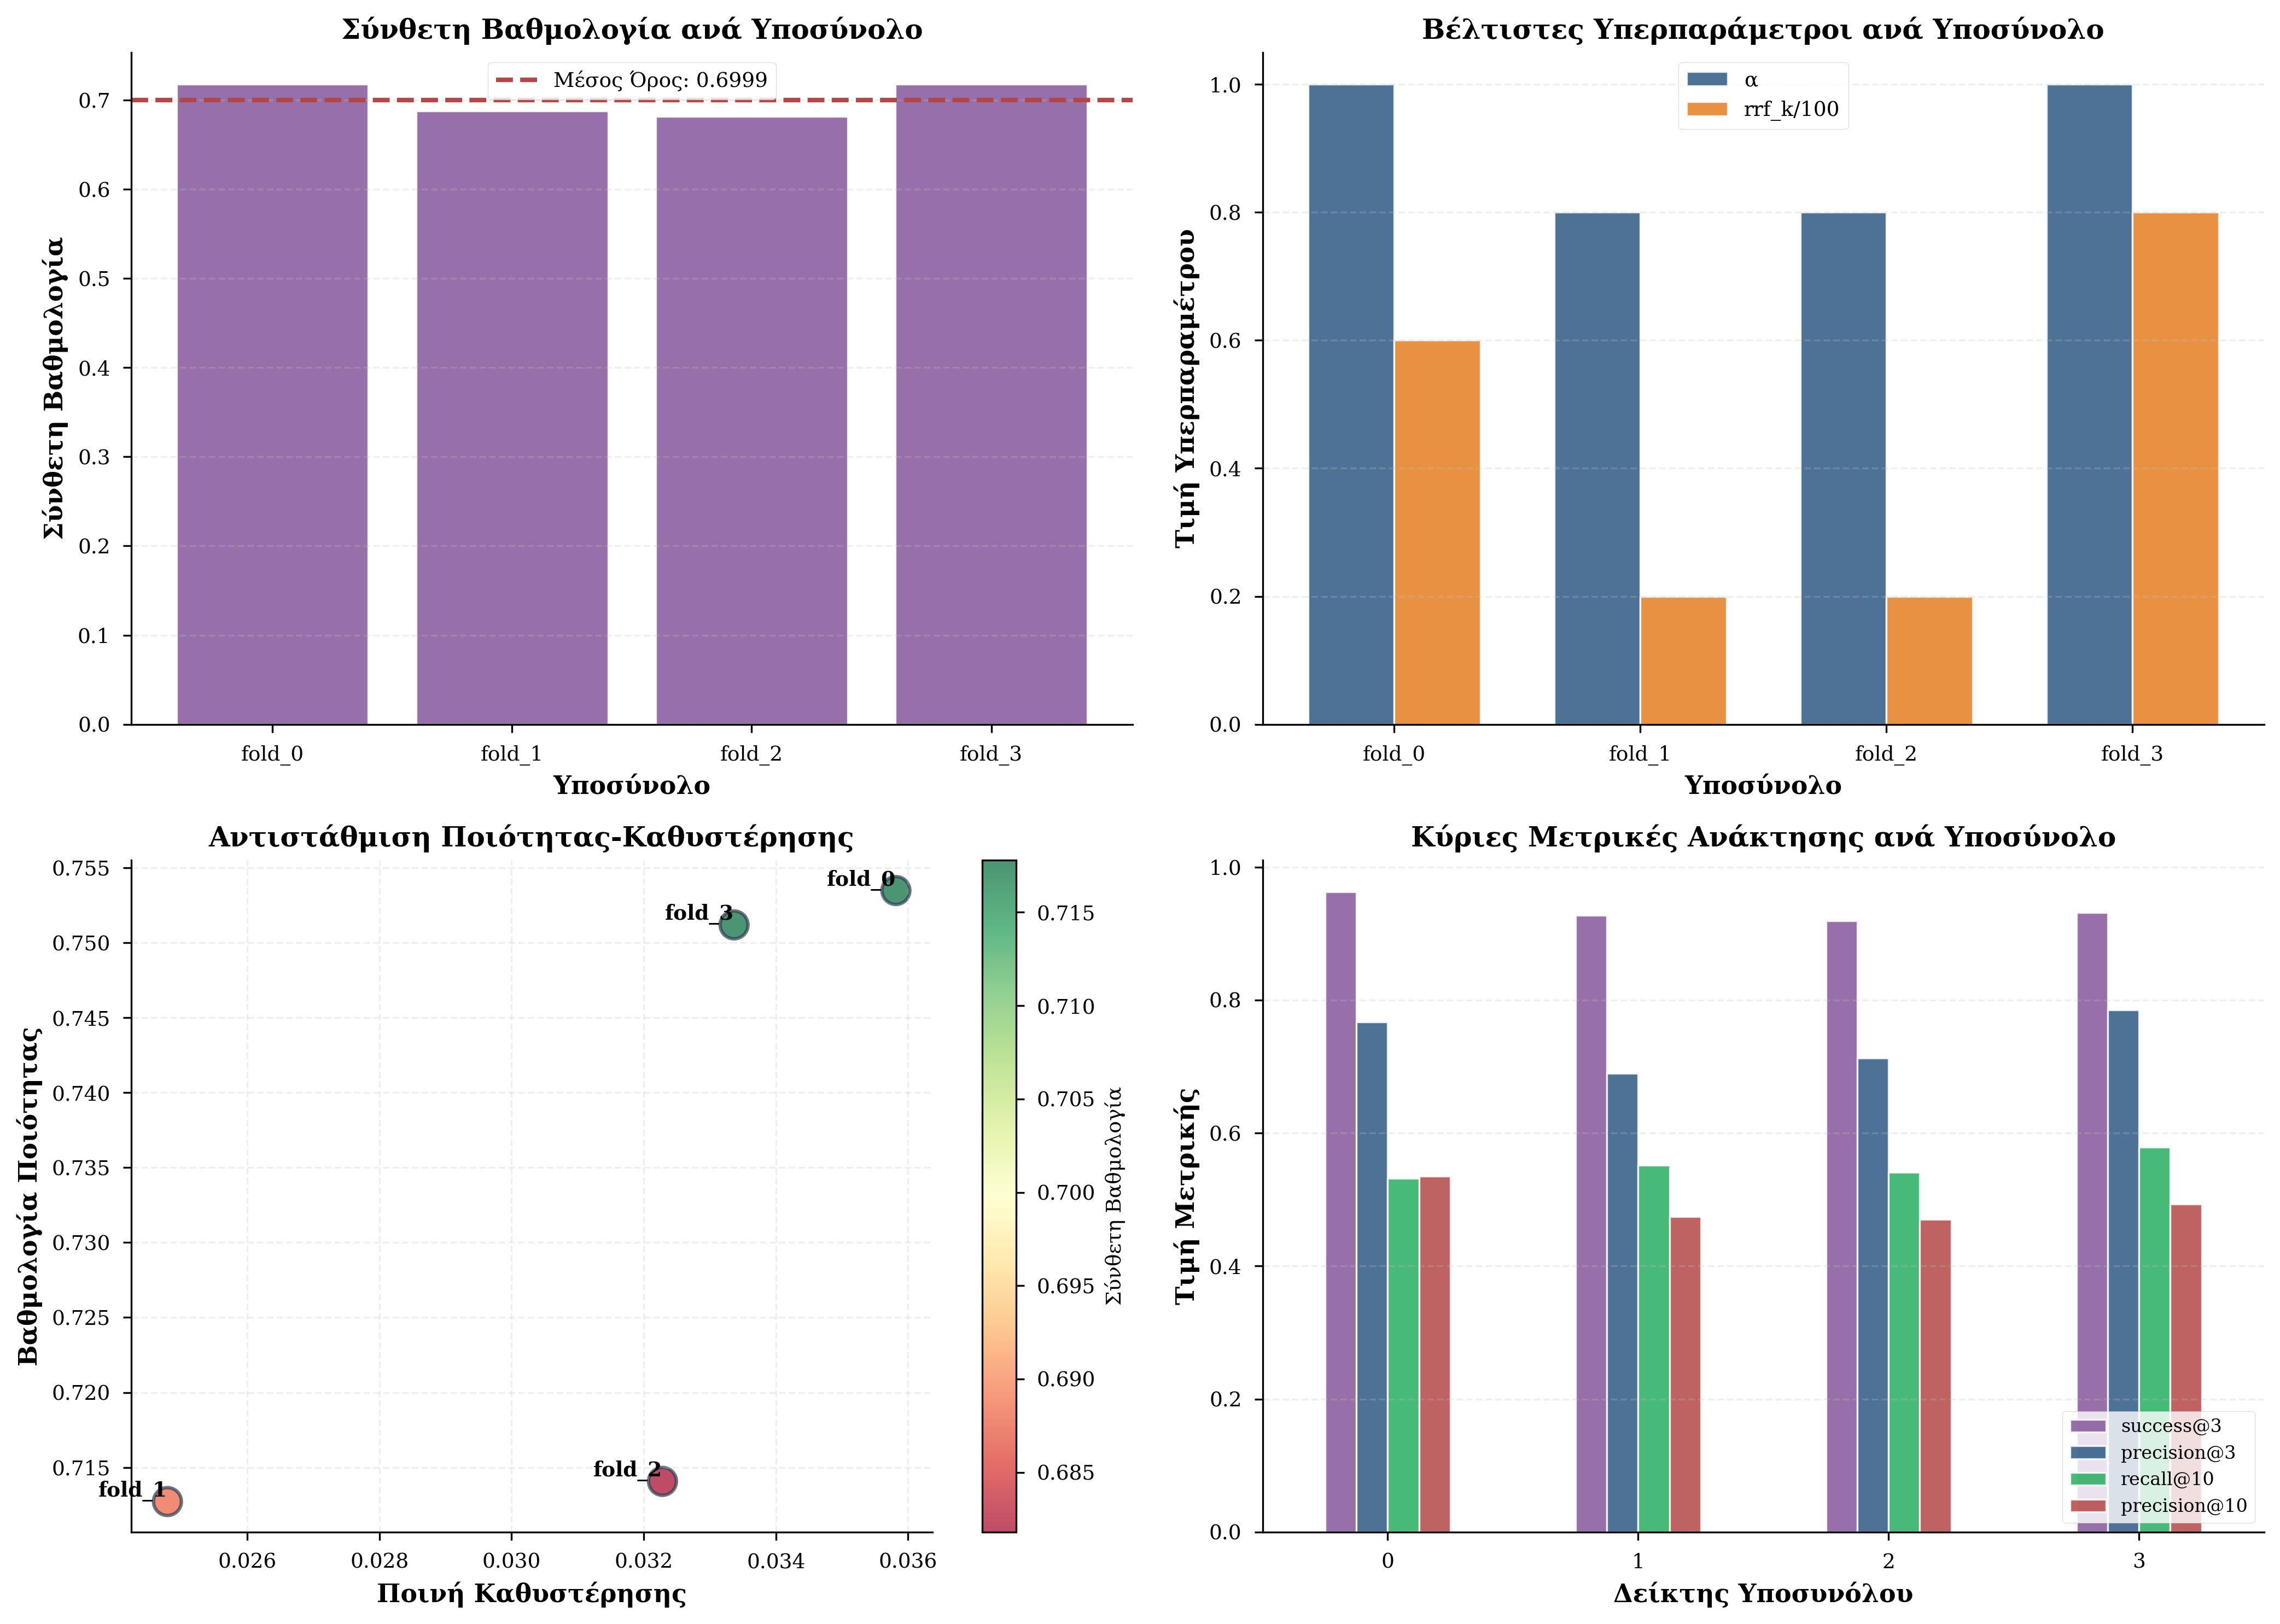 Σύνθετη Βαθμολογία ανά Υποσύνολο
Μέσος Όρος: 0.6999
Σύνθετη Βαθμολογία
0.7
0.6
0.5
0.4
0.3
0.2
0.1
0.0
fold_0 fold_1 fold_2 fold_3
Υποσύνολο
Βέλτιστες Υπερπαράμετροι ανά Υποσύνολο
α
rrf_k/100
Τιμή Υπερπαραμέτρου
1.0
0.8
0.6
0.4
0.2
0.0
fold_0 fold_1 fold_2 fold_3
Υποσύνολο
Αντιστάθμιση Ποιότητας-Καθυστέρησης
Βαθμολογία Ποιότητας
0.755
0.750
0.745
0.740
0.735
0.730
0.725
0.720
0.715
fold_0
fold_3
fold_2
fold_1
0.026 0.028 0.030 0.032 0.034 0.036
Ποινή Καθυστέρησης
0.715
0.710
0.705
0.700
0.695
0.690
0.685
Σύνθετη Βαθμολογία
Κύριες Μετρικές Ανάκτησης ανά Υποσύνολο
Τιμή Μετρικής
1.0
0.8
0.6
0.4
0.2
0.0
success@3
precision@3
recall@10
precision@10
0 1 2 3
Δείκτης Υποσυνόλου